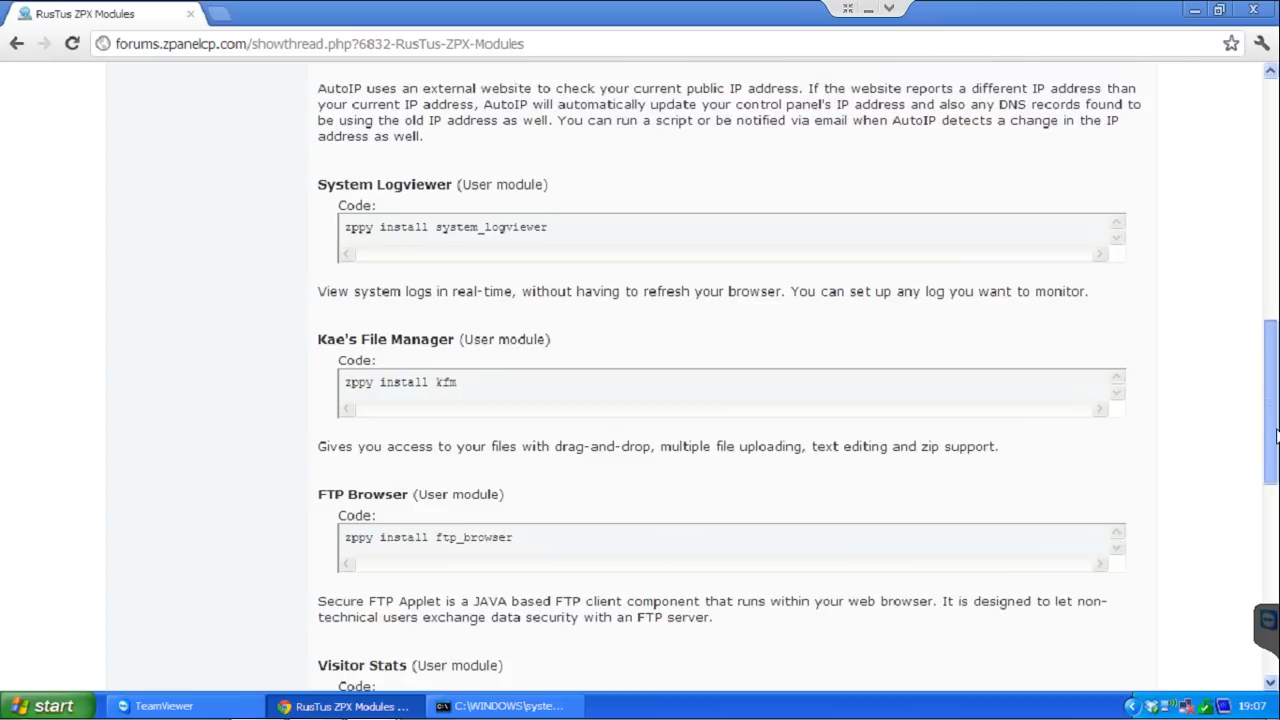 RusTus ZPX Modules
forums.zpanelcp.com/showthread.php?6832-RusTus-ZPX-Modules
AutoIP uses an external website to check your current public IP address. If the website reports a different IP address than
your current IP address, AutoIP will automatically update your control panel's IP address and also any DNS records found to
be using the old IP address as well. You can run a script or be notified via email when AutoIP detects a change in the IP
address as well.
System Logviewer (User module)
Code:
zppy install system_logviewer
View system logs in real-time, without having to refresh your browser. You can set up any log you want to monitor.
Kae's File Manager (User module)
Code:
zppy install kfm
Gives you access to your files with drag-and-drop, multiple file uploading, text editing and zip support.
FTP Browser (User module)
Code:
zppy install ftp_browser
Secure FTP Applet is a JAVA based FTP client component that runs within your web browser. It is designed to let non-
technical users exchange data security with an FTP server.
Visitor Stats (User module)
Code:
start
TeamViewer
RusTus ZPX Modules ...
C:\WINDOWS\syste...
19:07